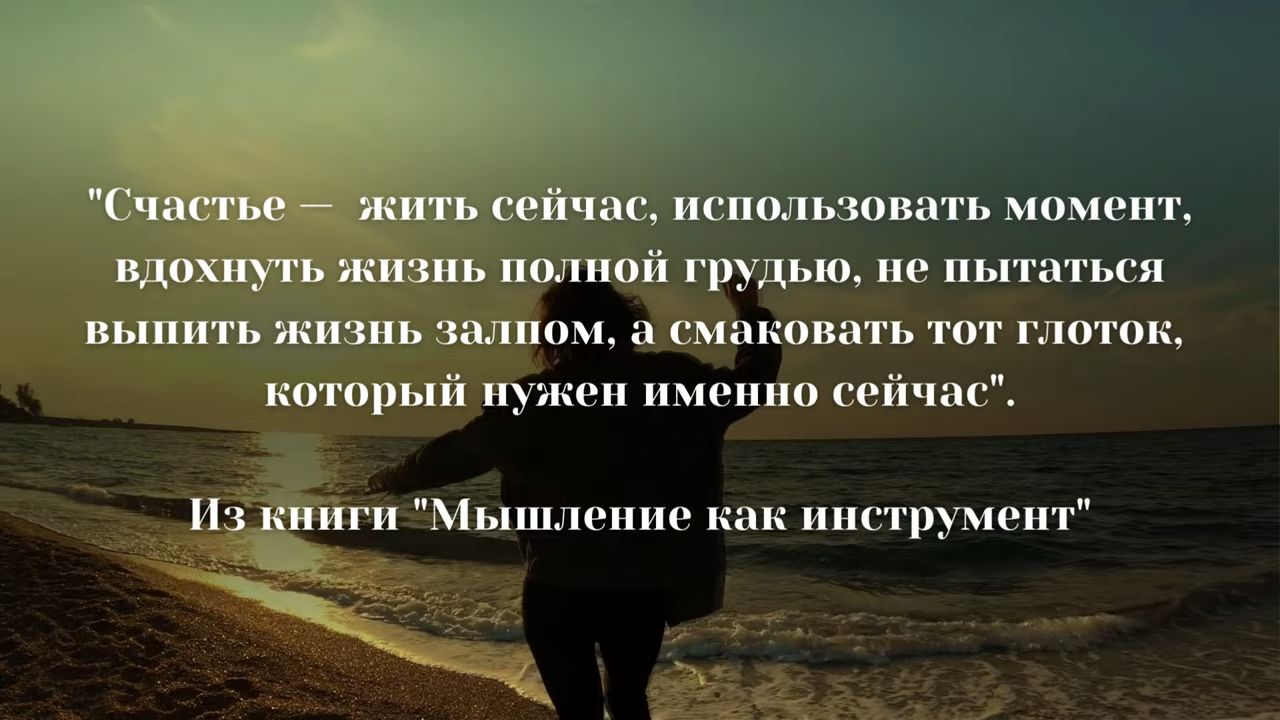 "Счастье — жить сейчас, использовать момент,
вдохнуть жизнь полной грудью, не пытаться
выпить жизнь залпом, а смаковать тот глоток,
который нужен именно сейчас".
Из книги "Мышление как инструмент"